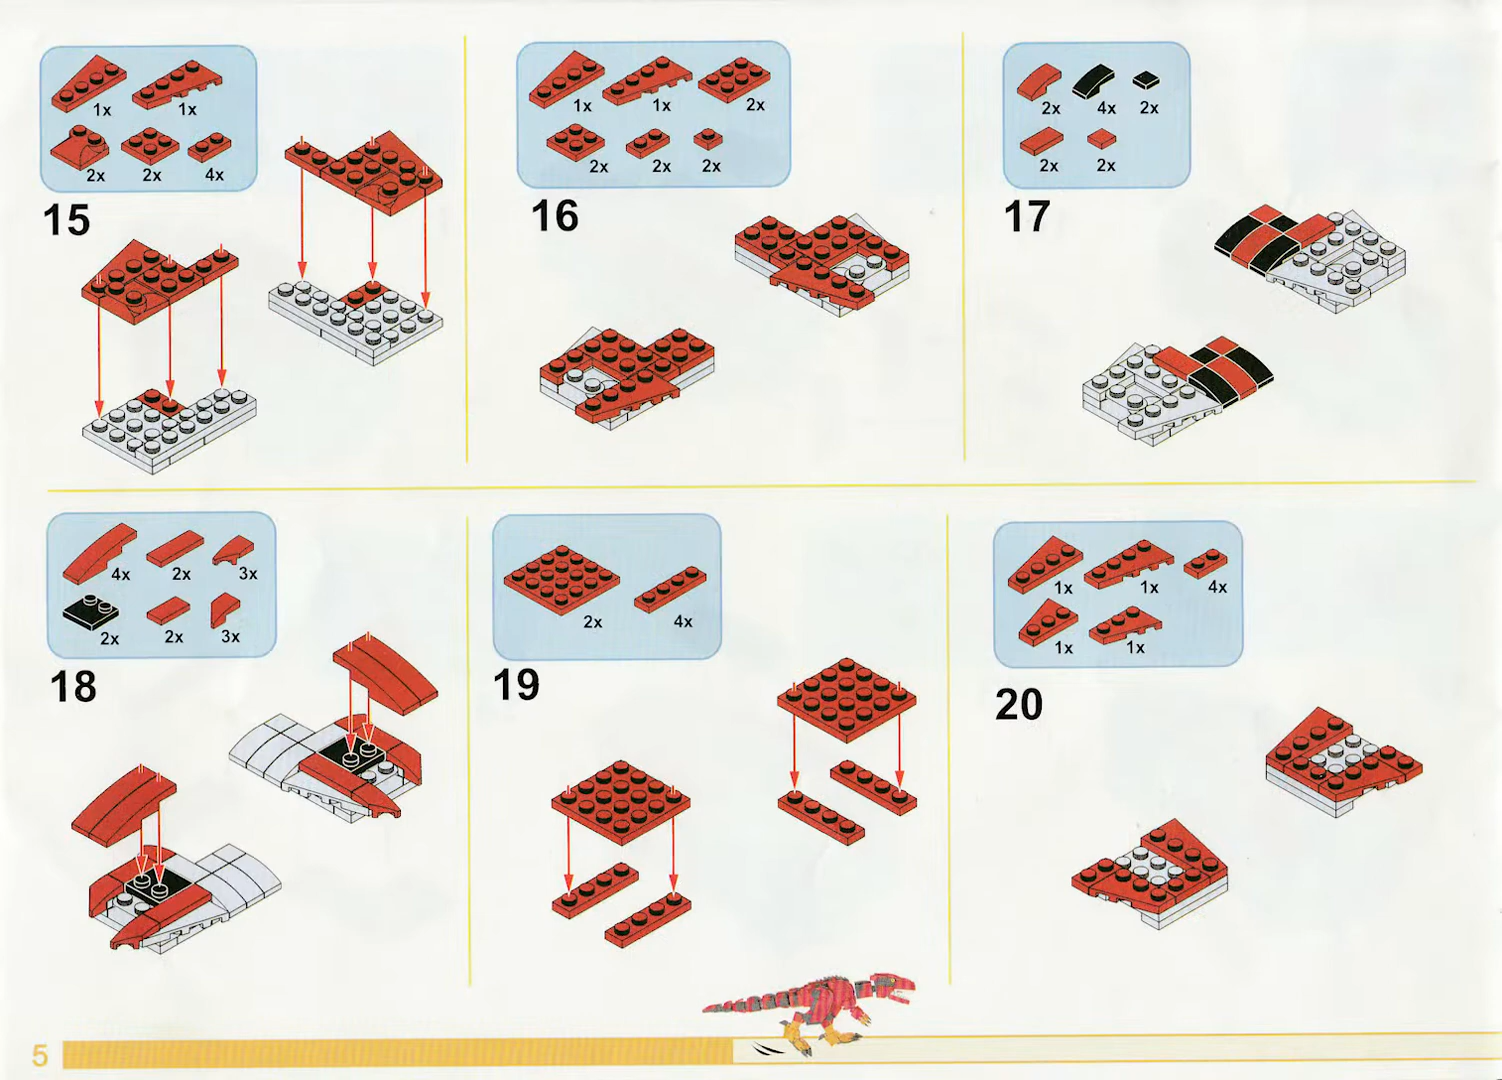 1x 1x
2x 2x 4x
15
1x 1x 2x
2x 2x 2x
16
2x 4x 2x
2x 2x
17
4x 2x 3x
2x 2x 3x
18
2x 4x
19
1x 1x 4x
1x 1x
20
5